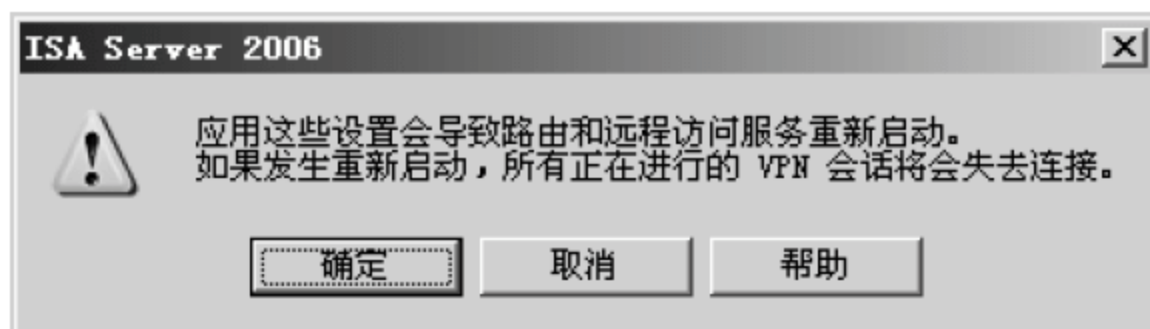 ISA Server 2006
应用这些设置会导致路由和远程访问服务重新启动。
如果发生重新启动，所有正在进行的 VPN 会话将会失去连接。
确定 取消 帮助